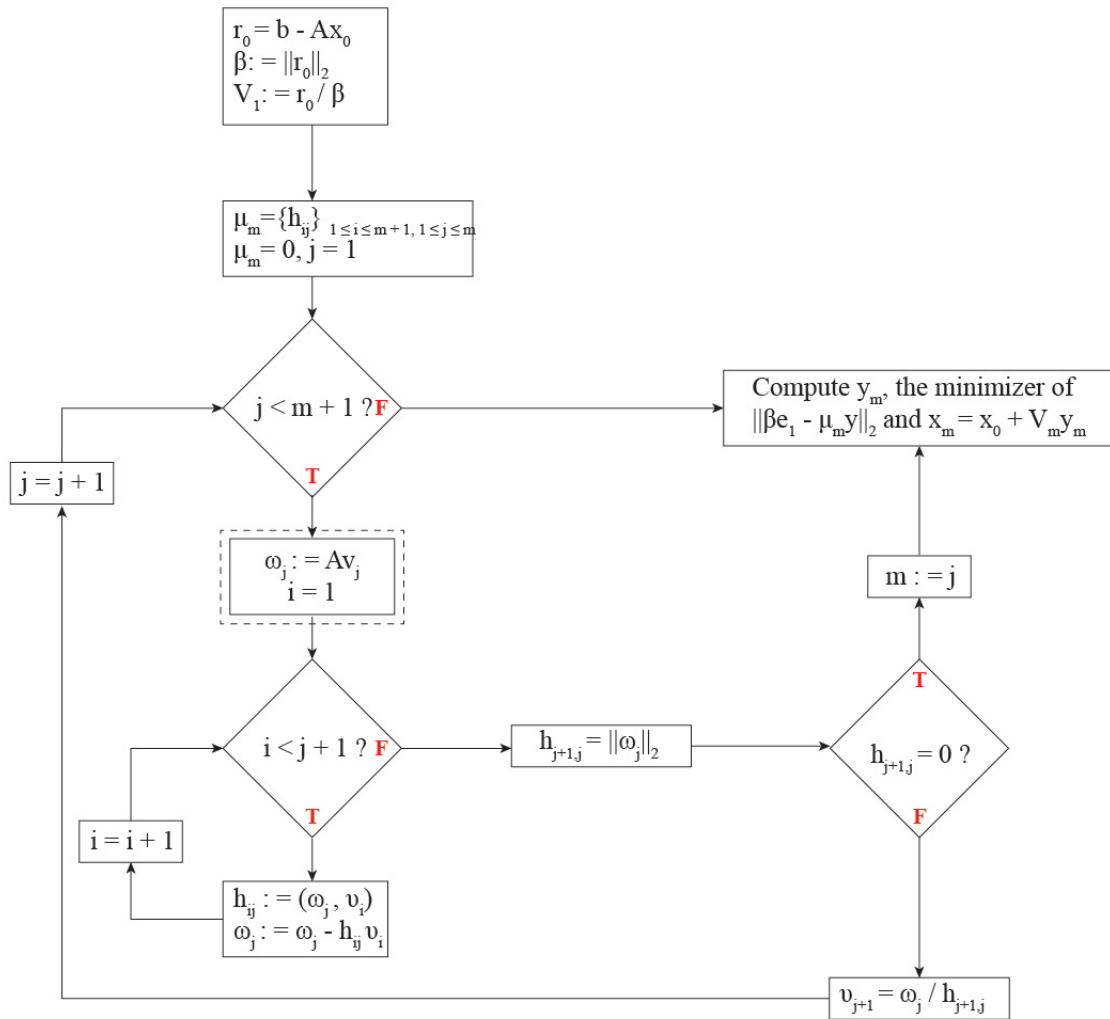 r₀ = b - Ax₀
β: = ||r₀||₂
V₁: = r₀ / β
μₘ = {hᵢⱼ} 1 ≤ i ≤ m + 1, 1 ≤ j ≤ m
μₘ = 0, j = 1
j < m + 1 ? F
T
Compute yₘ, the minimizer of
||βe₁ - μₘy||₂ and xₘ = x₀ + Vₘyₘ
j = j + 1
ωⱼ : = Avⱼ
i = 1
m : = j
i < j + 1 ? F
T
hⱼ₊₁,ⱼ = ||ωⱼ||₂
T
hⱼ₊₁,ⱼ = 0 ?
F
i = i + 1
hᵢⱼ : = (ωⱼ , υᵢ)
ωⱼ : = ωⱼ - hᵢⱼ υᵢ
υⱼ₊₁ = ωⱼ / hⱼ₊₁,ⱼ